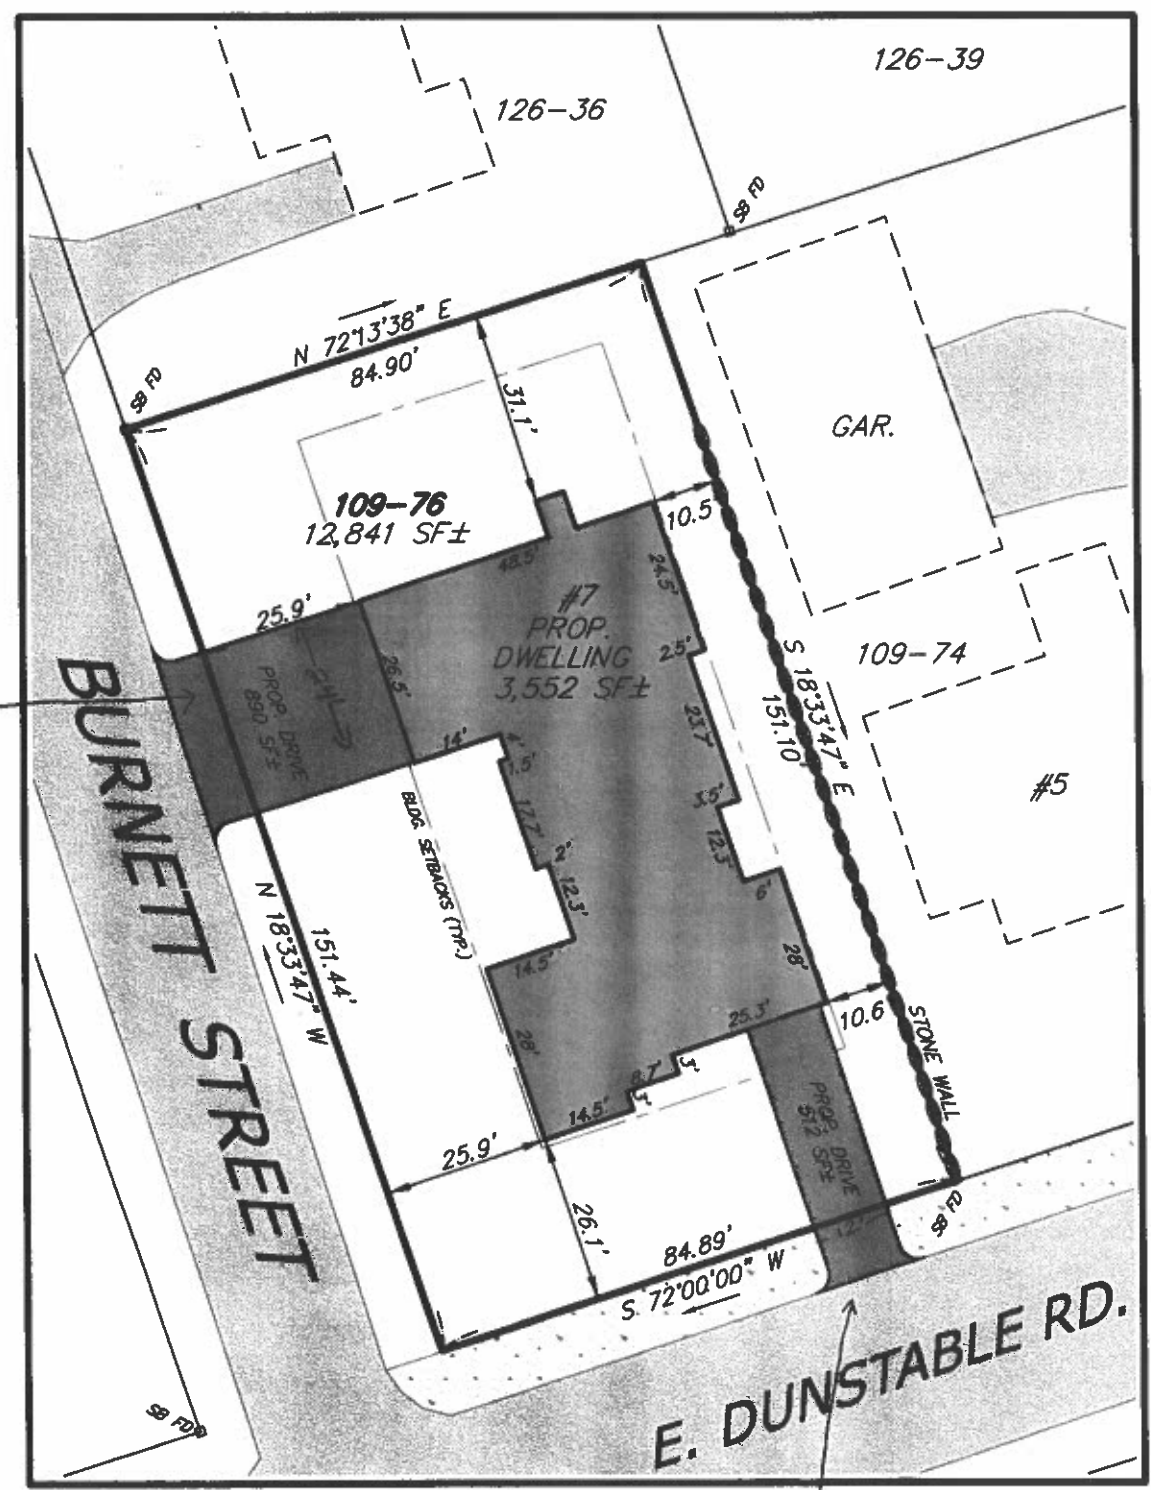 126-39
126-36
SB FD
N 72°13'38" E
84.90'
SB FD
31.1'
GAR.
109-76
12,841 SF±
10.5
48.5'
24.5'
#7
PROP.
DWELLING
3,552 SF±
25.9'
2.5'
109-74
26.5'
24'
PROP. DRIVE
890 SF±
S 18°33'47" E
151.10'
23.7'
14'
4'
1.5'
#5
3.5'
17.7'
BLDG. SETBACKS (TYP.)
12.3'
2'
12.3'
6'
BURNETT STREET
N 18°33'47" W
151.44'
14.5'
28'
28'
25.3'
10.6
STONE WALL
3'
8.7'
3'
14.5'
PROP. DRIVE
512 SF±
25.9'
26.1'
12'
SB FD
84.89'
S 72°00'00" W
E. DUNSTABLE RD.
SB FD